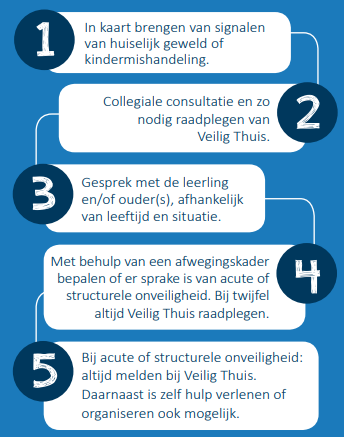 1
In kaart brengen van signalen
van huiselijk geweld of
kindermishandeling.
2
Collegiale consultatie en zo
nodig raadplegen van
Veilig Thuis.
3
Gesprek met de leerling
en/of ouder(s), afhankelijk
van leeftijd en situatie.
4
Met behulp van een afwegingskader
bepalen of er sprake is van acute of
structurele onveiligheid. Bij twijfel
altijd Veilig Thuis raadplegen.
5
Bij acute of structurele onveiligheid:
altijd melden bij Veilig Thuis.
Daarnaast is zelf hulp verlenen of
organiseren ook mogelijk.